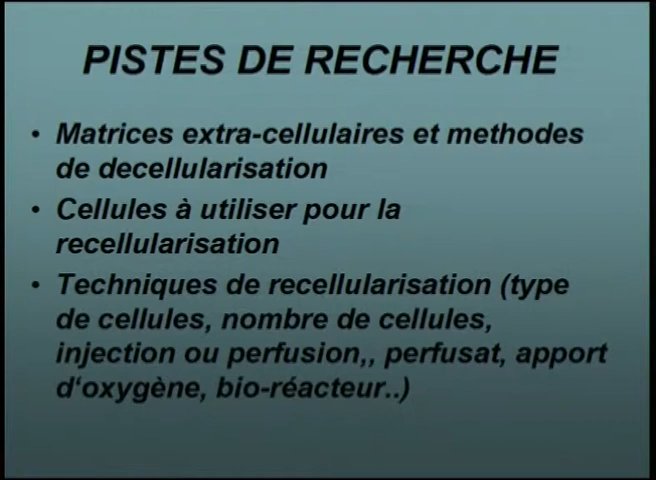 PISTES DE RECHERCHE
• Matrices extra-cellulaires et methodes
de decellularisation
• Cellules à utiliser pour la
recellularisation
• Techniques de recellularisation (type
de cellules, nombre de cellules,
injection ou perfusion,, perfusat, apport
d‘oxygène, bio-réacteur..)